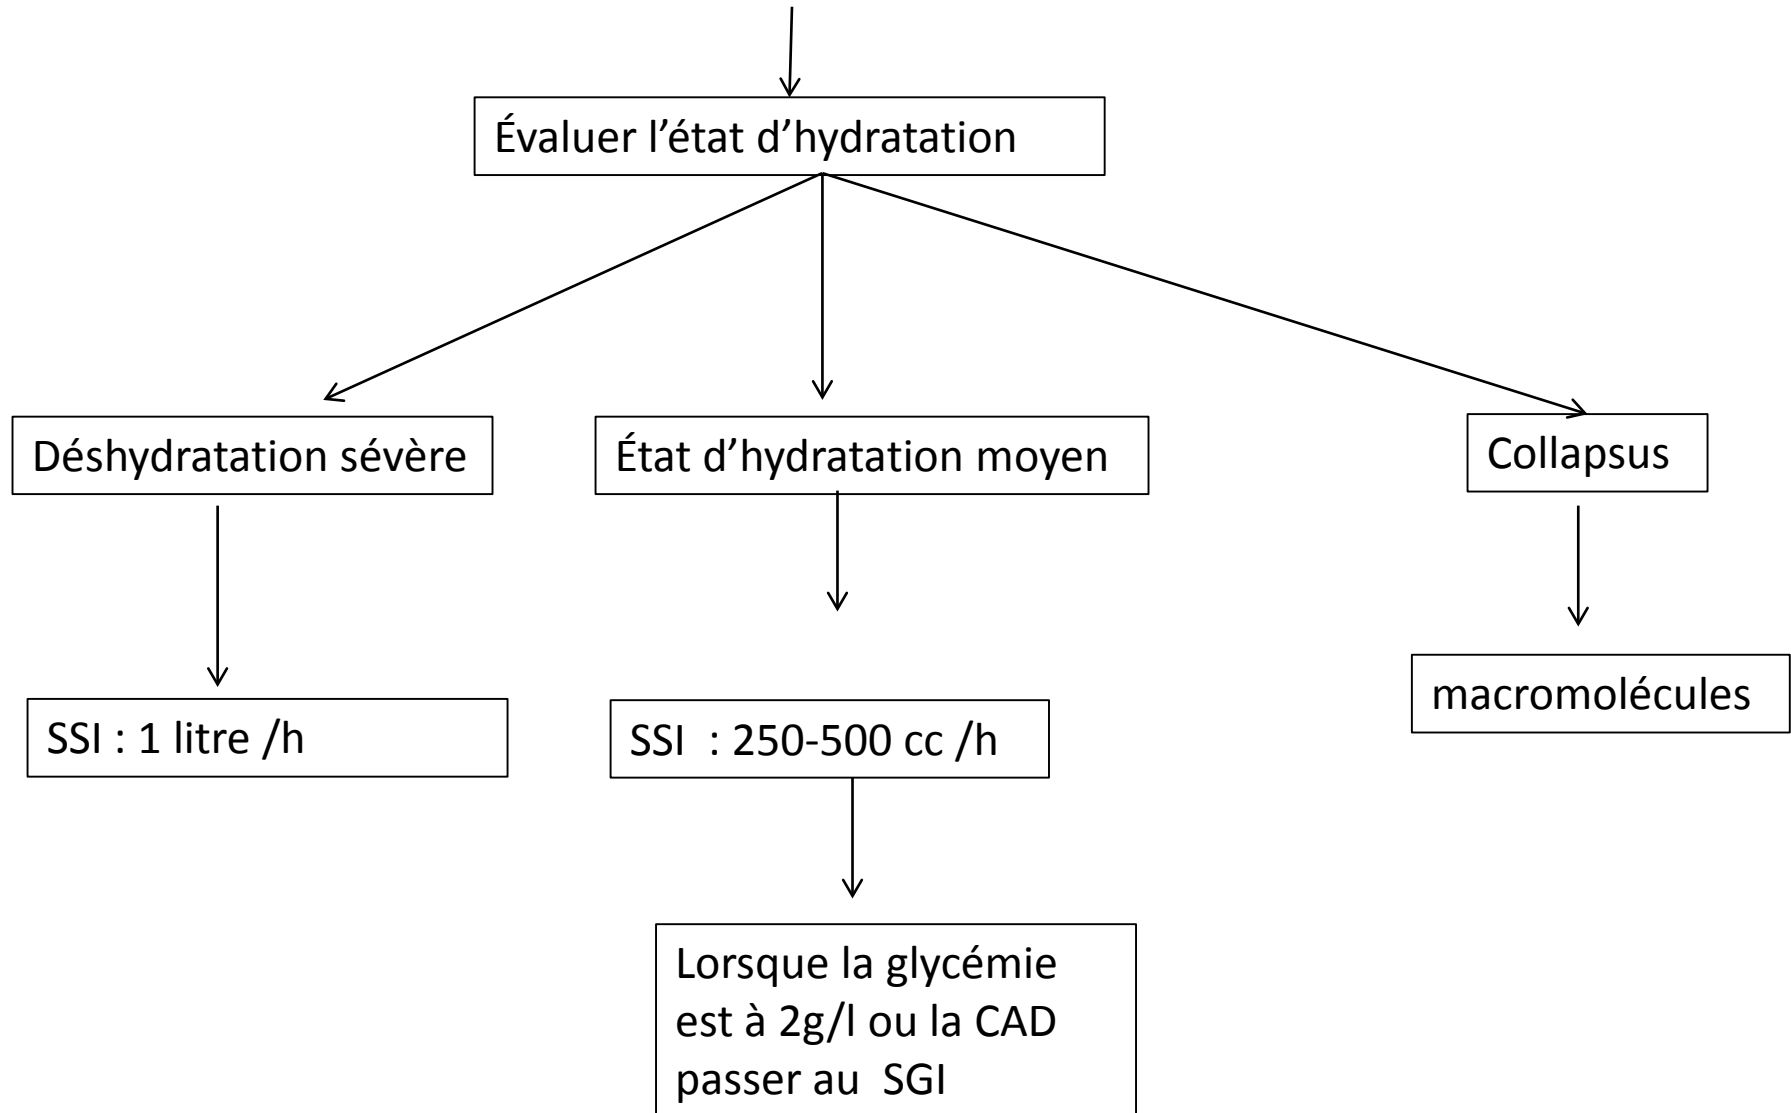 Évaluer l’état d’hydratation
Déshydratation sévère
État d’hydratation moyen
Collapsus
SSI : 1 litre /h
SSI  : 250-500 cc /h
macromolécules
Lorsque la glycémie
est à 2g/l ou la CAD
passer au  SGI